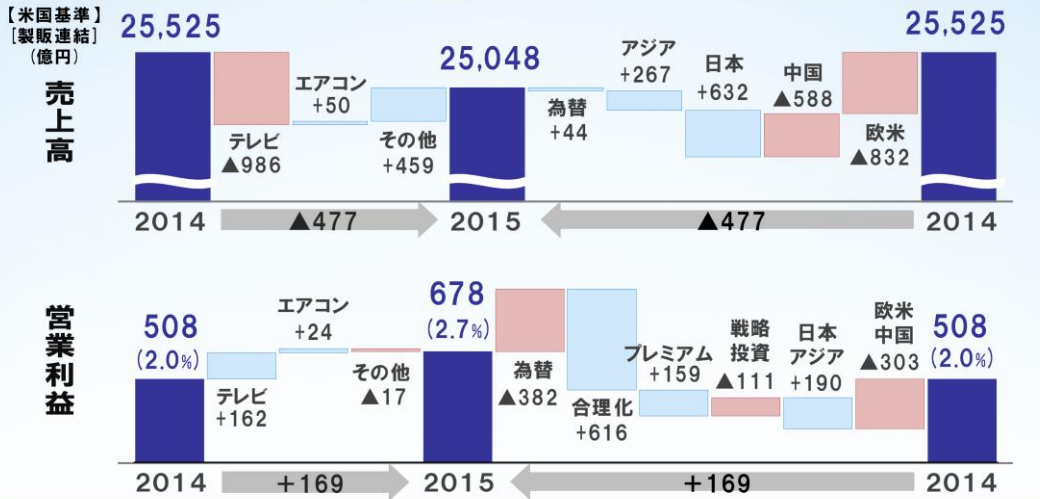 【米国基準】
[製販連結]
(億円)
売上高
25,525
25,048
25,525
テレビ
▲986
エアコン
+50
その他
+459
為替
+44
アジア
+267
日本
+632
中国
▲588
欧米
▲832
2014
▲477
2015
▲477
2014
営業利益
508
(2.0%)
678
(2.7%)
508
(2.0%)
テレビ
+162
エアコン
+24
その他
▲17
為替
▲382
合理化
+616
プレミアム
+159
戦略
投資
▲111
日本
アジア
+190
欧米
中国
▲303
2014
+169
2015
+169
2014